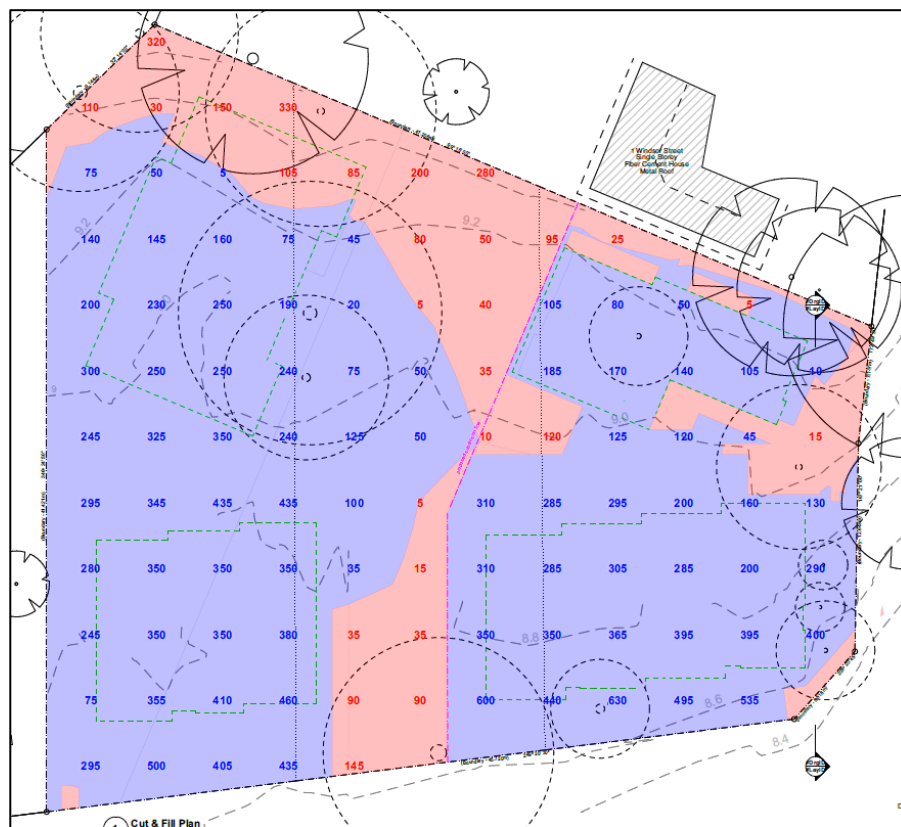 320
110 30 150 330
1 Windsor Street
Single Storey
Fiber Cement House
Metal Roof
75 50 5 105 85 200 280
9.2 9.2
140 145 160 75 45 80 50 95 25
9.0
200 230 250 190 20 5 40 105 80 50 5
300 250 250 240 75 50 35 185 170 140 105 10
9.0
245 325 350 240 125 50 10 120 125 120 45 15
295 345 435 435 100 5 310 285 295 200 160 130
280 350 350 350 35 15 310 285 305 285 200 290
245 350 350 380 35 35 350 350 365 395 395 400
8.8
75 355 410 460 90 90 600 440 630 495 535
8.6
8.4
295 500 405 435 145
Cut & Fill Plan